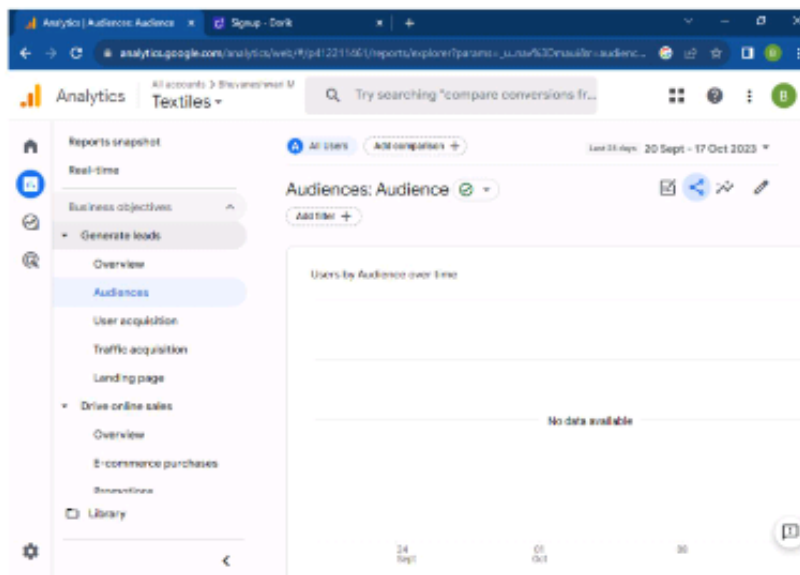 Analytics | Audiences: Audience
Signup - Dorik
analytics.google.com/analytics/web/
Analytics
All accounts > Bhuvaneshwari M
Textiles
Try searching "compare conversions fr...
B
Reports snapshot
Real-time
Business objectives
Generate leads
Overview
Audiences
User acquisition
Traffic acquisition
Landing page
Drive online sales
Overview
E-commerce purchases
Promotions
Library
A All Users
Add comparison +
Last 28 days 20 Sept - 17 Oct 2023
Audiences: Audience
Add filter +
Users by Audience over time
No data available
24
Sept
01
Oct
08